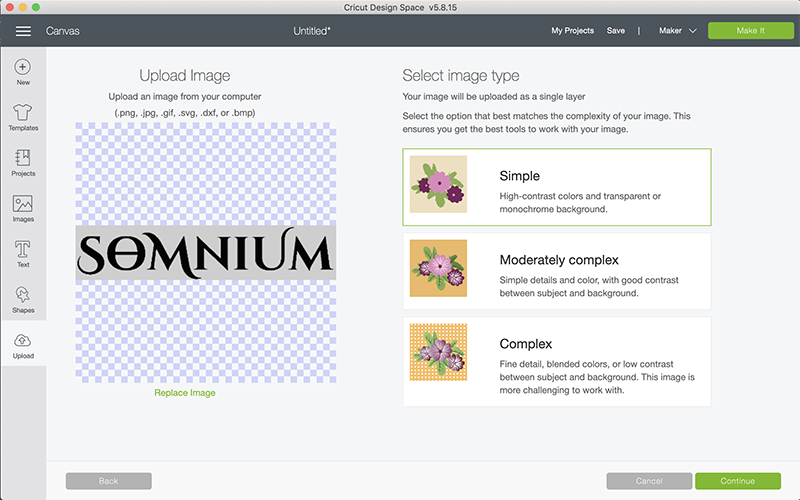 Cricut Design Space v5.8.15
Canvas
Untitled*
My Projects
Save
|
Maker
Make It
New
Templates
Projects
Images
Text
Shapes
Upload
Upload Image
Upload an image from your computer
(.png, .jpg, .gif, .svg, .dxf, or .bmp)
SOMNIUM
Replace Image
Select image type
Your image will be uploaded as a single layer
Select the option that best matches the complexity of your image. This
ensures you get the best tools to work with your image.
Simple
High-contrast colors and transparent or
monochrome background.
Moderately complex
Simple details and color, with good contrast
between subject and background.
Complex
Fine detail, blended colors, or low contrast
between subject and background. This image is
more challenging to work with.
Back
Cancel
Continue